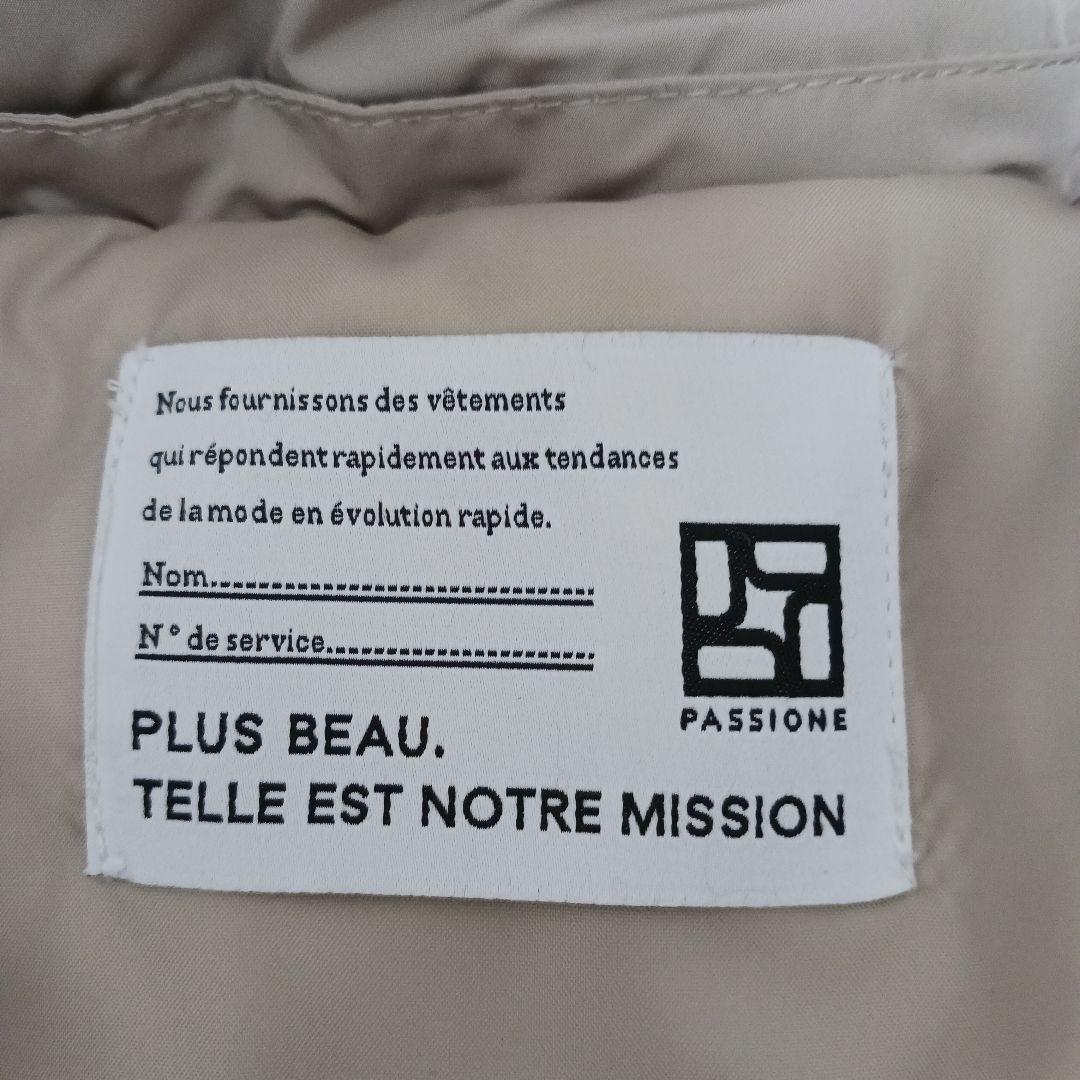 Nous fournissons des vêtements
qui répondent rapidement aux tendances
de la mode en évolution rapide.
Nom........................................
N° de service..............................
PASSIONE
PLUS BEAU.
TELLE EST NOTRE MISSION